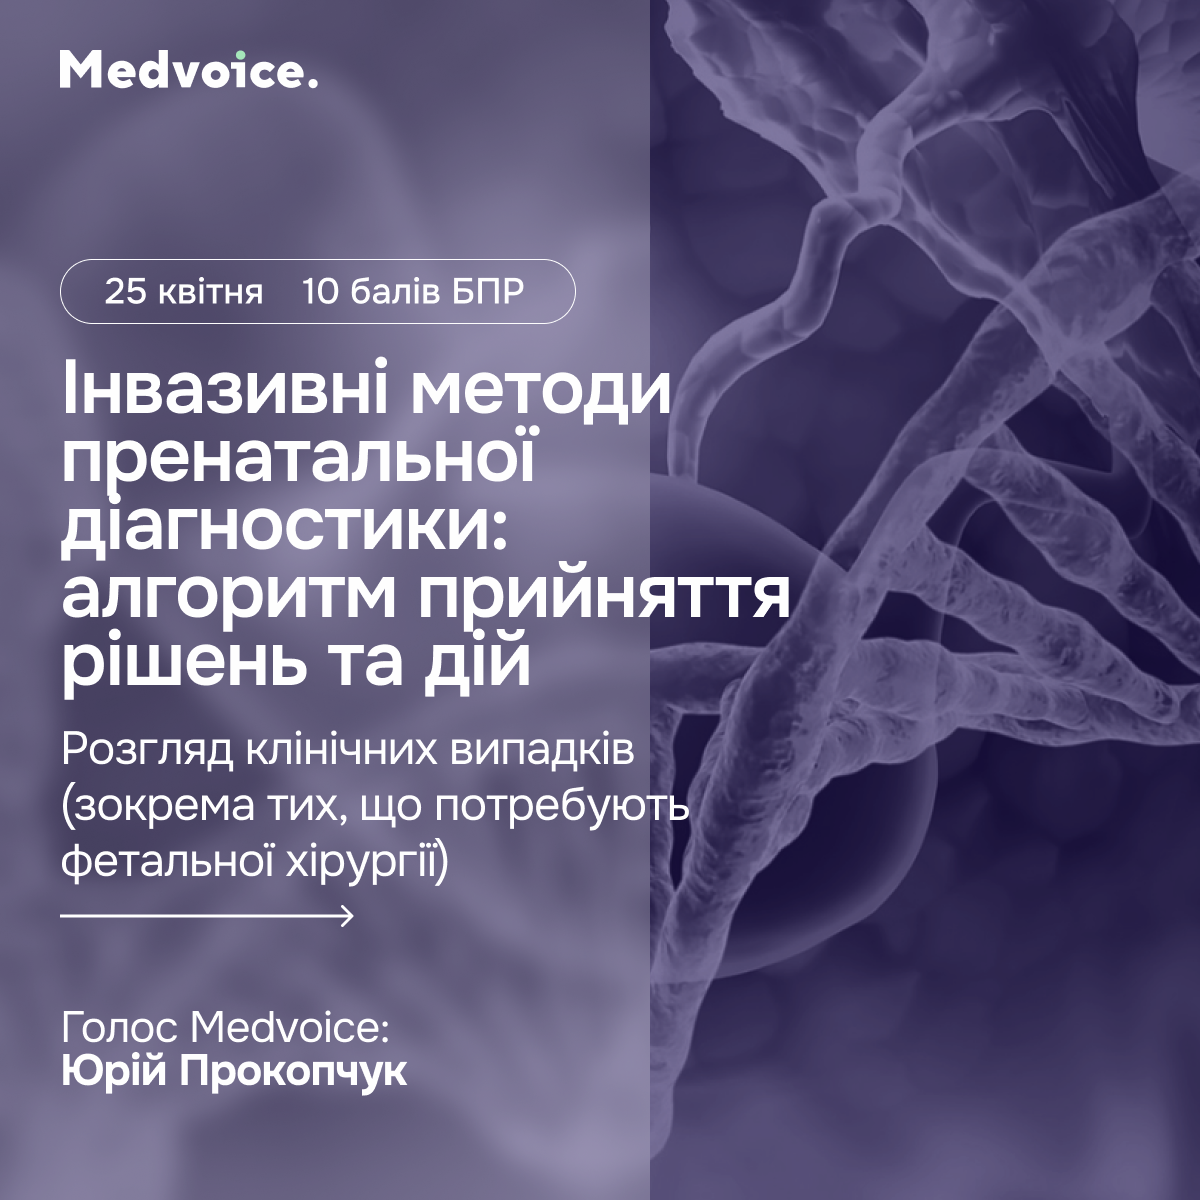 Medvoice.
25 квітня 10 балів БПР
Інвазивні методи
пренатальної
діагностики:
алгоритм прийняття
рішень та дій
Розгляд клінічних випадків
(зокрема тих, що потребують
фетальної хірургії)
Голос Medvoice:
Юрій Прокопчук